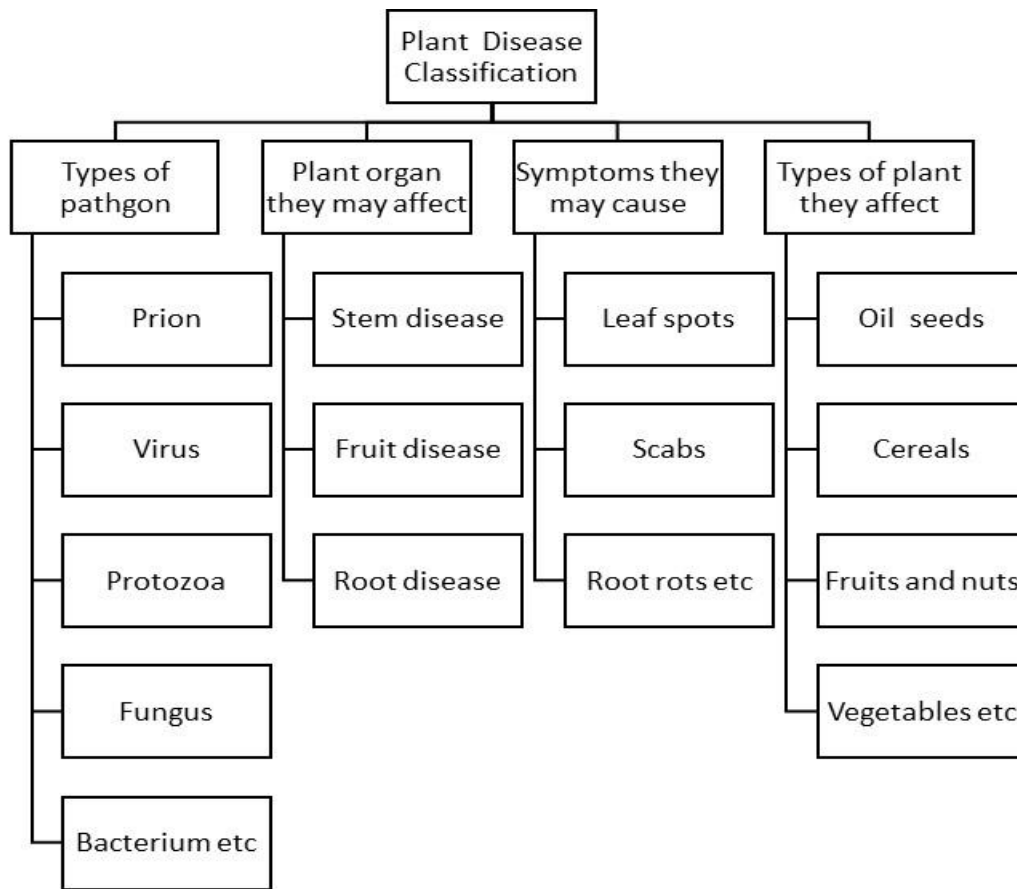 Plant Disease
Classification
Types of
pathgon
Plant organ
they may affect
Symptoms they
may cause
Types of plant
they affect
Prion
Stem disease
Leaf spots
Oil seeds
Virus
Fruit disease
Scabs
Cereals
Protozoa
Root disease
Root rots etc
Fruits and nuts
Fungus
Vegetables etc
Bacterium etc